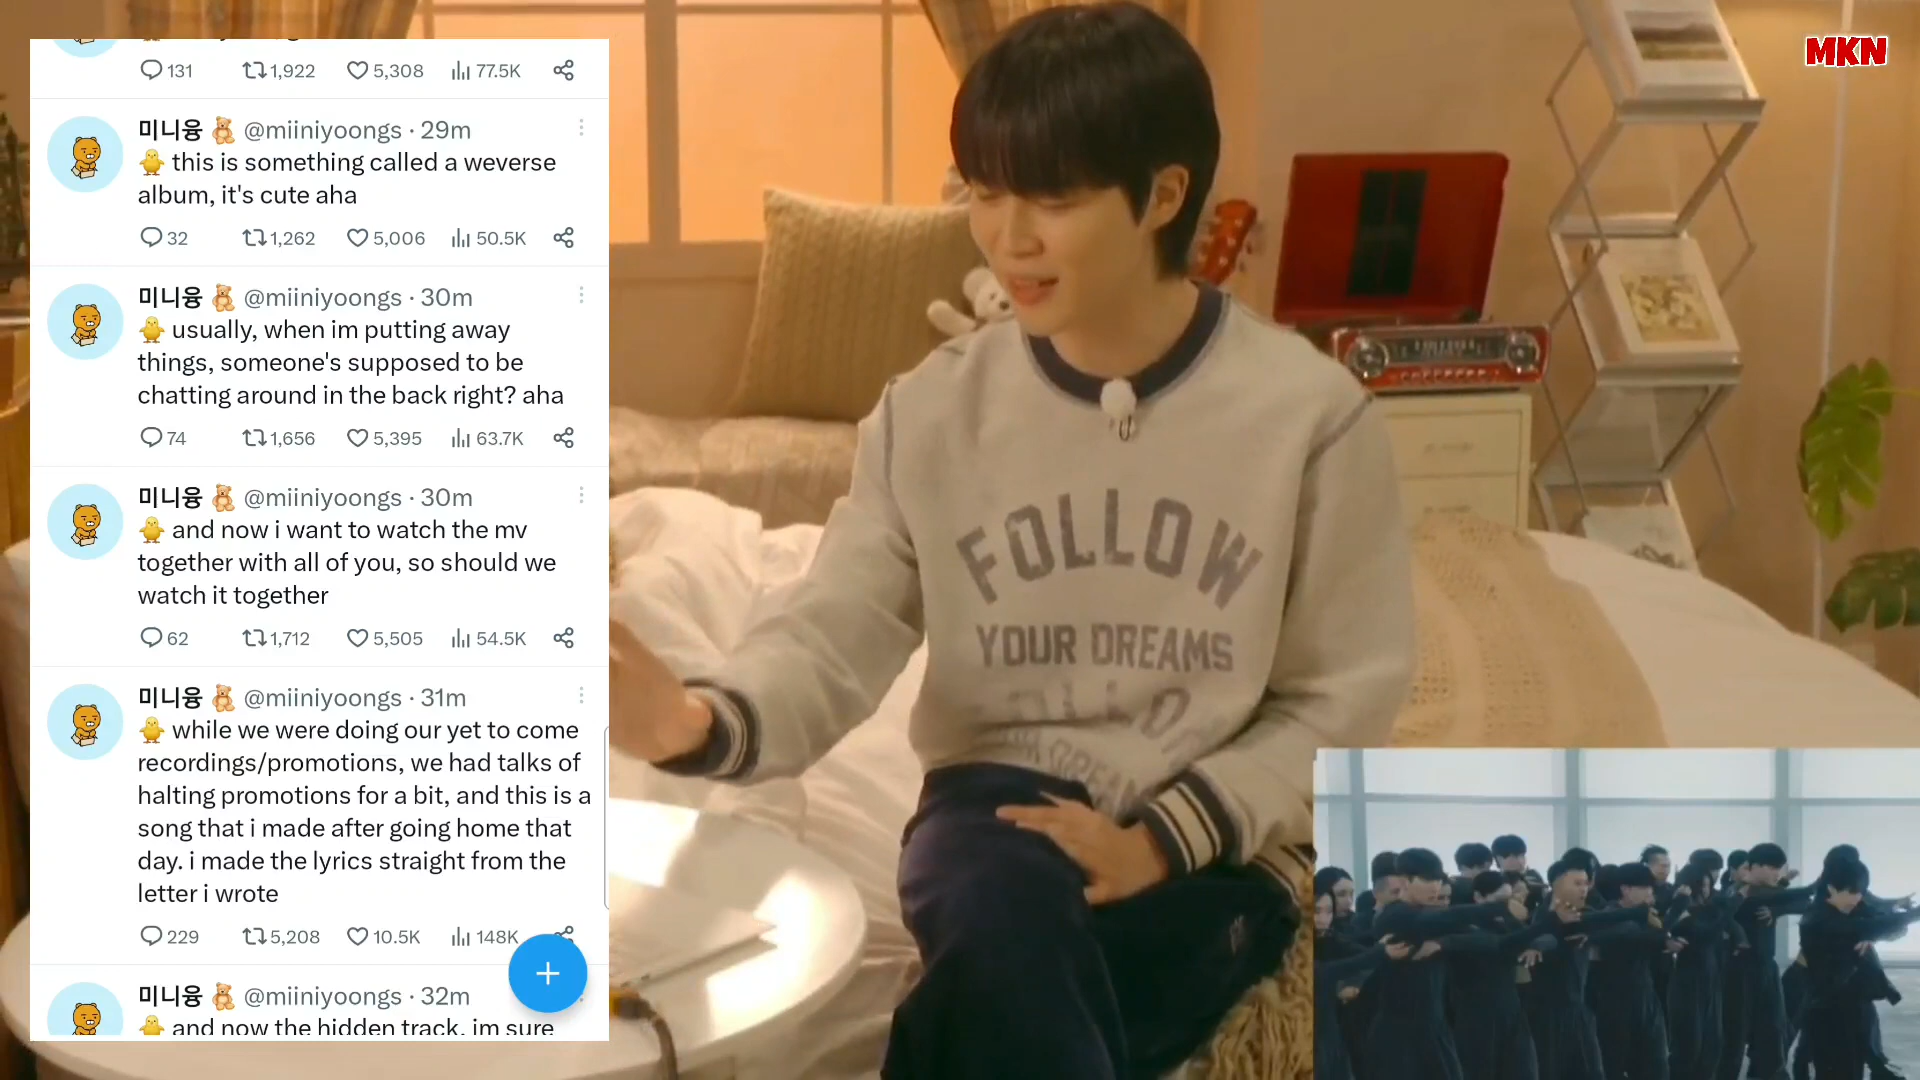 131 1,922 5,308 77.5K
미니융 🧸 @miiniyoongs · 29m
🐥 this is something called a weverse
album, it's cute aha
32 1,262 5,006 50.5K
미니융 🧸 @miiniyoongs · 30m
🐥 usually, when im putting away
things, someone's supposed to be
chatting around in the back right? aha
74 1,656 5,395 63.7K
미니융 🧸 @miiniyoongs · 30m
🐥 and now i want to watch the mv
together with all of you, so should we
watch it together
62 1,712 5,505 54.5K
미니융 🧸 @miiniyoongs · 31m
🐥 while we were doing our yet to come
recordings/promotions, we had talks of
halting promotions for a bit, and this is a
song that i made after going home that
day. i made the lyrics straight from the
letter i wrote
229 5,208 10.5K 148K
미니융 🧸 @miiniyoongs · 32m
🐥 and now the hidden track. im sure
MKN
FOLLOW
YOUR DREAMS